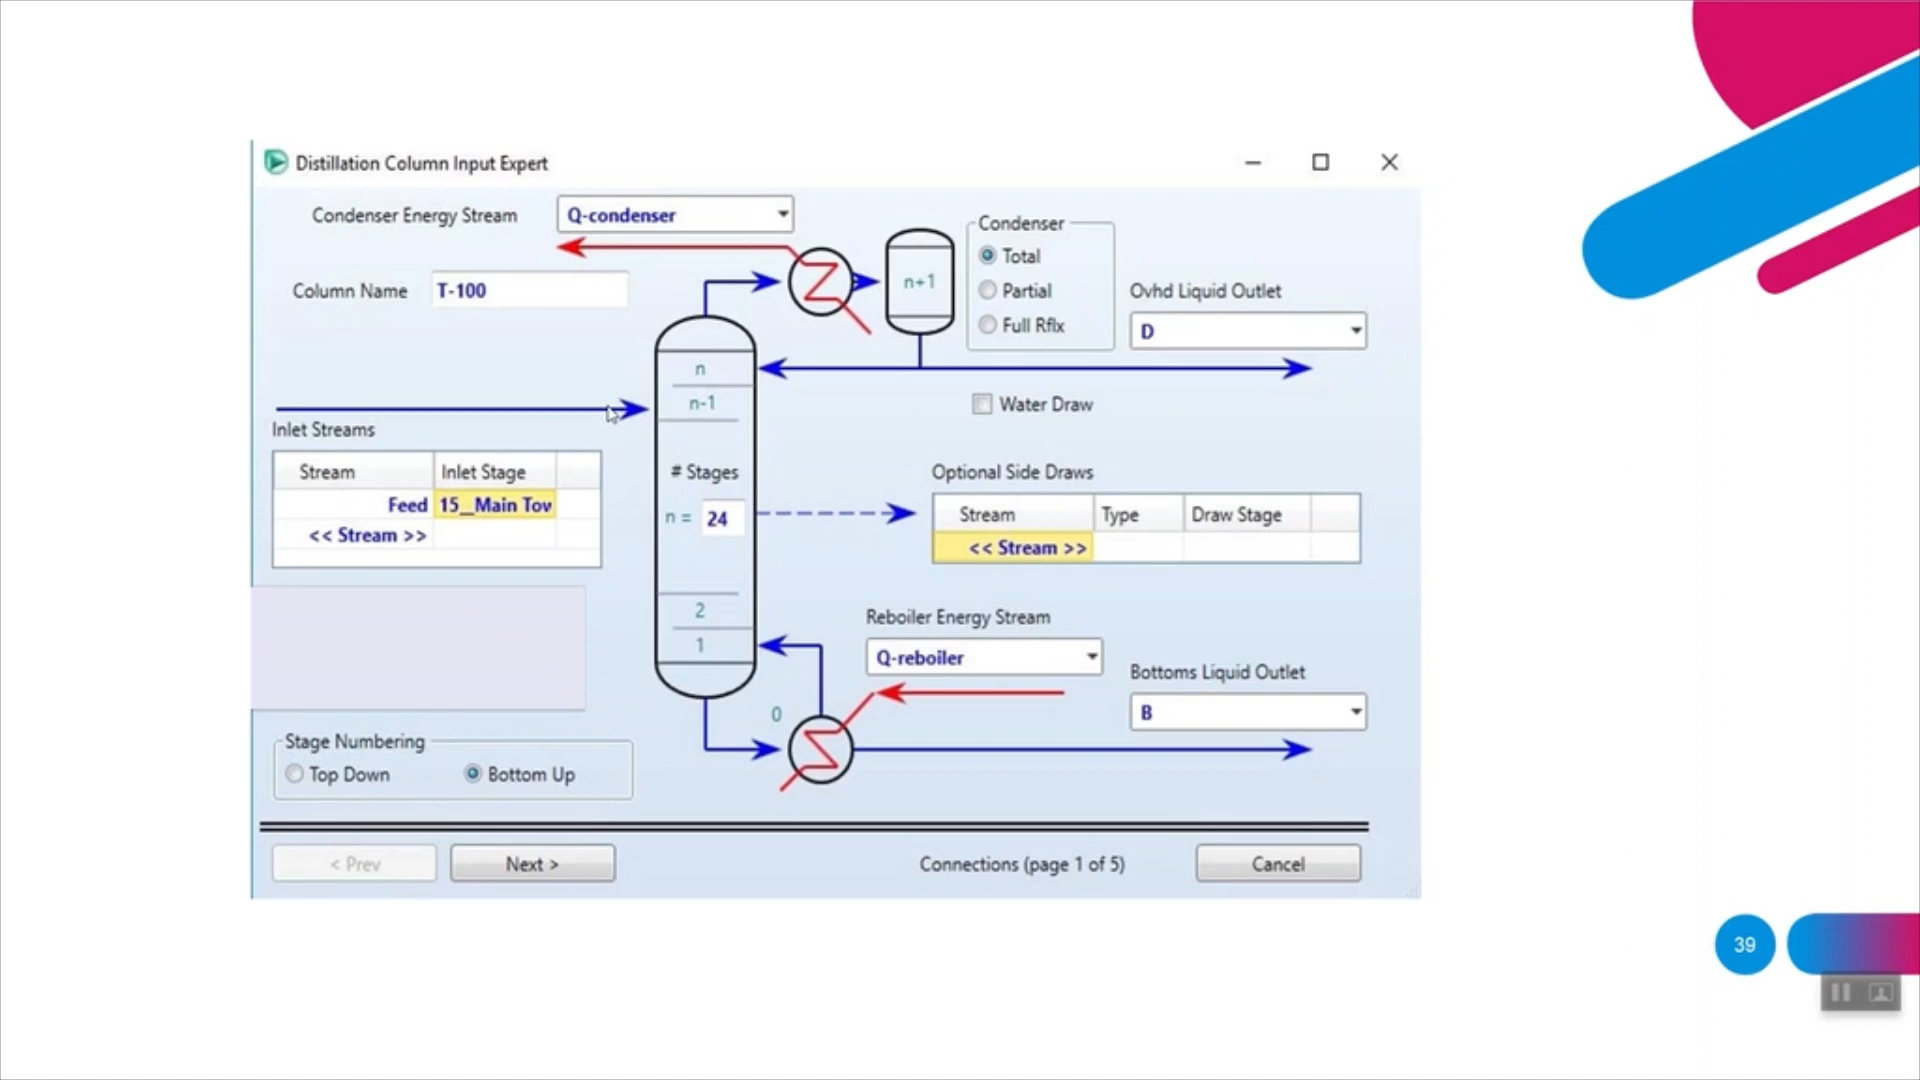 Distillation Column Input Expert
Condenser Energy Stream
Q-condenser
Column Name
T-100
n+1
Condenser
Total
Partial
Full Rflx
Ovhd Liquid Outlet
D
n
n-1
Water Draw
Inlet Streams
Stream Inlet Stage
Feed 15__Main Tov
<< Stream >>
# Stages
n = 24
Optional Side Draws
Stream Type Draw Stage
<< Stream >>
2
1
Reboiler Energy Stream
Q-reboiler
Bottoms Liquid Outlet
B
0
Stage Numbering
Top Down Bottom Up
< Prev Next > Connections (page 1 of 5) Cancel
39